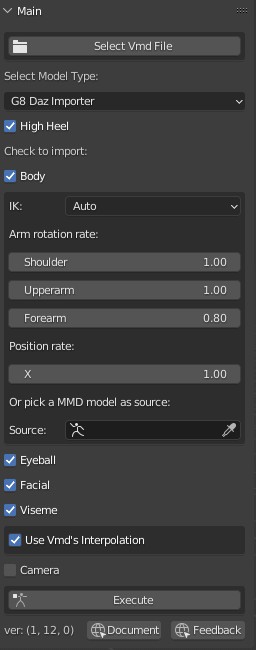 Main
Select Vmd File
Select Model Type:
G8 Daz Importer
High Heel
Check to import:
Body
IK: Auto
Arm rotation rate:
Shoulder 1.00
Upperarm 1.00
Forearm 0.80
Position rate:
X 1.00
Or pick a MMD model as source:
Source:
Eyeball
Facial
Viseme
Use Vmd's Interpolation
Camera
Execute
ver: (1, 12, 0) Document Feedback